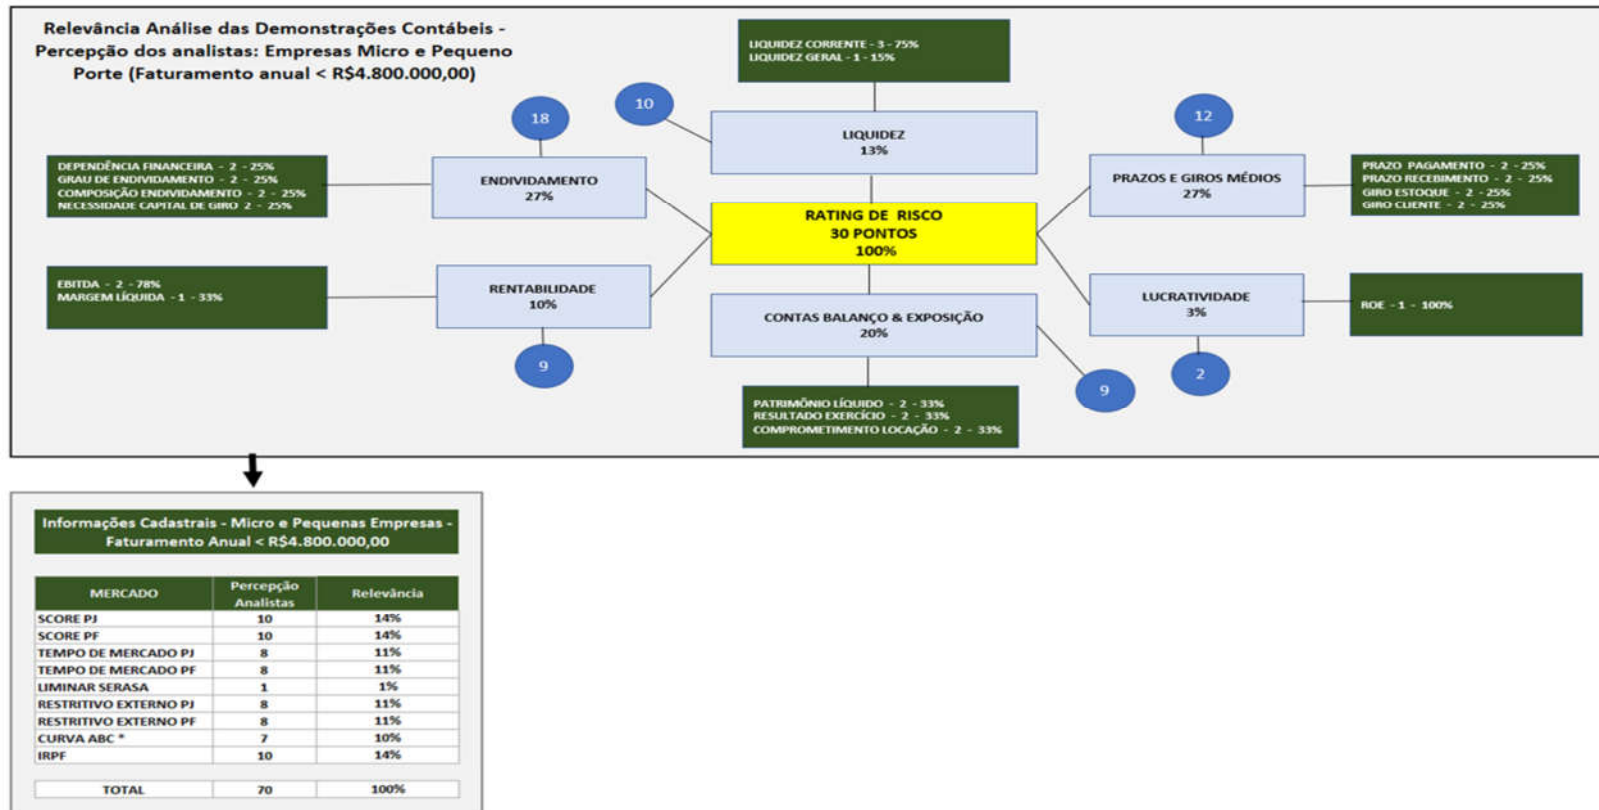 Relevância Análise das Demonstrações Contábeis -
Percepção dos analistas: Empresas Micro e Pequeno
Porte (Faturamento anual < R$4.800.000,00)
LIQUIDEZ CORRENTE - 3 - 75%
LIQUIDEZ GERAL - 1 - 15%
18
10
12
LIQUIDEZ
13%
DEPENDÊNCIA FINANCEIRA - 2 - 25%
GRAU DE ENDIVIDAMENTO - 2 - 25%
COMPOSIÇÃO ENDIVIDAMENTO - 2 - 25%
NECESSIDADE CAPITAL DE GIRO 2 - 25%
ENDIVIDAMENTO
27%
PRAZOS E GIROS MÉDIOS
27%
PRAZO PAGAMENTO - 2 - 25%
PRAZO RECEBIMENTO - 2 - 25%
GIRO ESTOQUE - 2 - 25%
GIRO CLIENTE - 2 - 25%
RATING DE RISCO
30 PONTOS
100%
EBITDA - 2 - 78%
MARGEM LÍQUIDA - 1 - 33%
RENTABILIDADE
10%
CONTAS BALANÇO & EXPOSIÇÃO
20%
LUCRATIVIDADE
3%
ROE - 1 - 100%
9
9
2
PATRIMÔNIO LÍQUIDO - 2 - 33%
RESULTADO EXERCÍCIO - 2 - 33%
COMPROMETIMENTO LOCAÇÃO - 2 - 33%
Informações Cadastrais - Micro e Pequenas Empresas -
Faturamento Anual < R$4.800.000,00
MERCADO Percepção Analistas Relevância
SCORE PJ 10 14%
SCORE PF 10 14%
TEMPO DE MERCADO PJ 8 11%
TEMPO DE MERCADO PF 8 11%
LIMINAR SERASA 1 1%
RESTRITIVO EXTERNO PJ 8 11%
RESTRITIVO EXTERNO PF 8 11%
CURVA ABC * 7 10%
IRPF 10 14%
TOTAL 70 100%